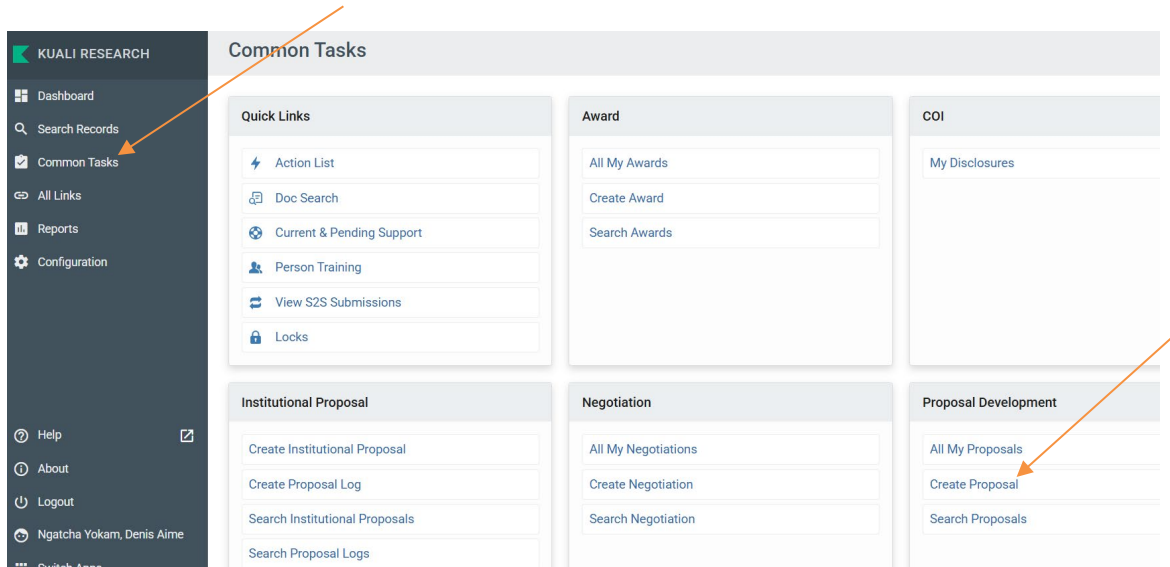 KUALI RESEARCH
Dashboard
Search Records
Common Tasks
All Links
Reports
Configuration
Help
About
Logout
Ngatcha Yokam, Denis Aime
Switch Apps
Common Tasks
Quick Links
Action List
Doc Search
Current & Pending Support
Person Training
View S2S Submissions
Locks
Award
All My Awards
Create Award
Search Awards
COI
My Disclosures
Institutional Proposal
Create Institutional Proposal
Create Proposal Log
Search Institutional Proposals
Search Proposal Logs
Negotiation
All My Negotiations
Create Negotiation
Search Negotiation
Proposal Development
All My Proposals
Create Proposal
Search Proposals